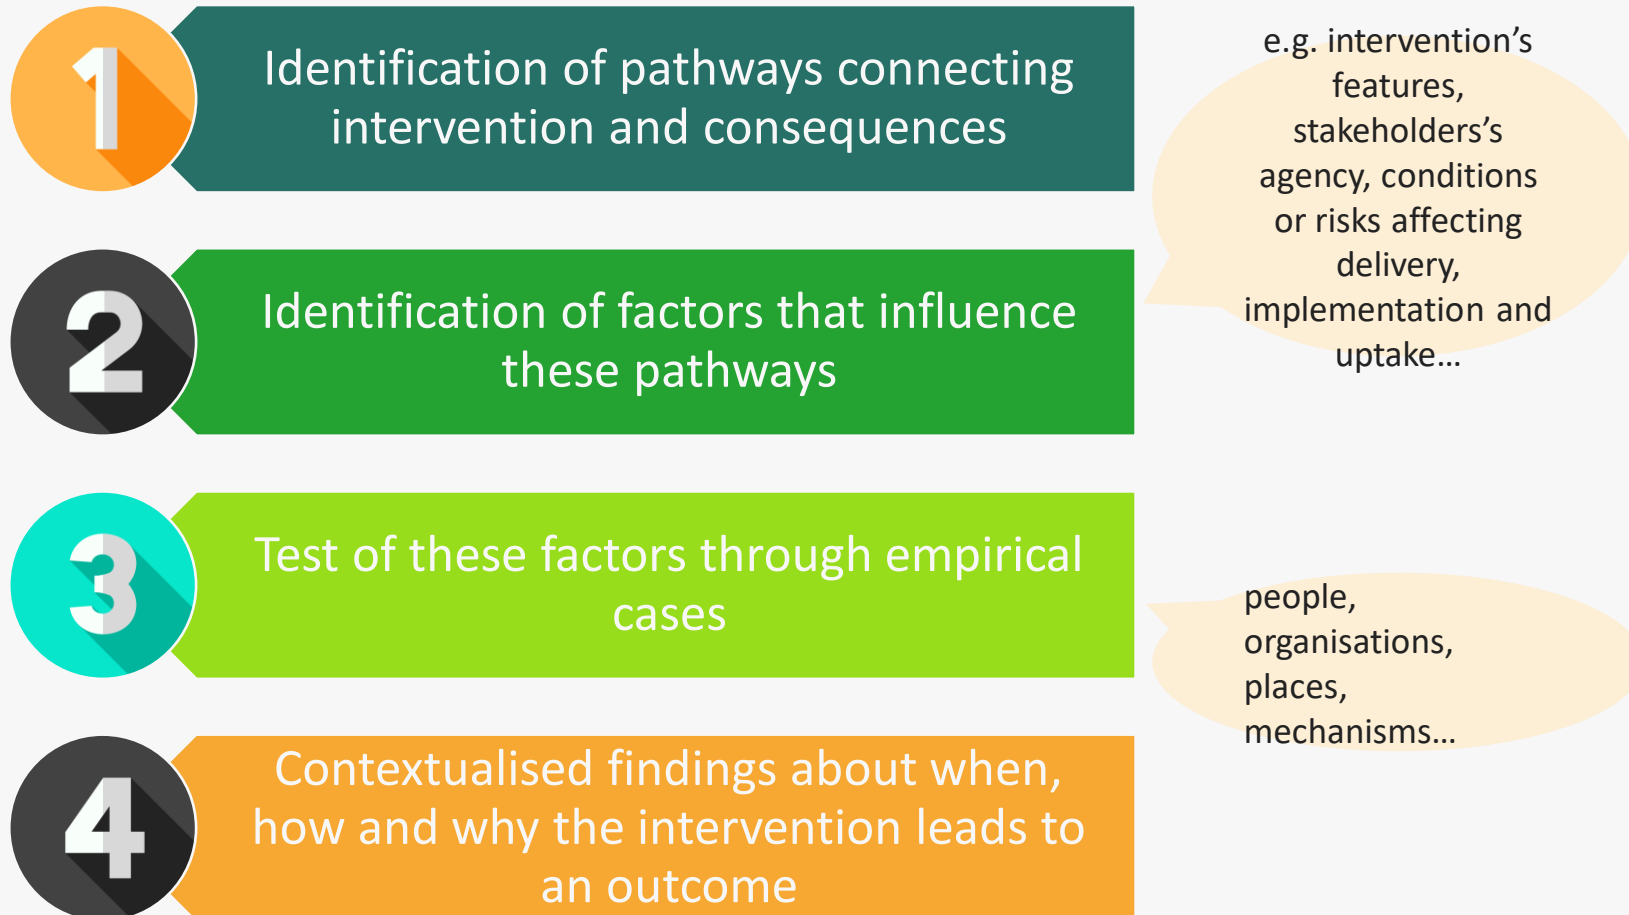 1
Identification of pathways connecting
intervention and consequences
e.g. intervention’s
features,
stakeholders’s
agency, conditions
or risks affecting
delivery,
implementation and
uptake…
2
Identification of factors that influence
these pathways
3
Test of these factors through empirical
cases
people,
organisations,
places,
mechanisms…
4
Contextualised findings about when,
how and why the intervention leads to
an outcome